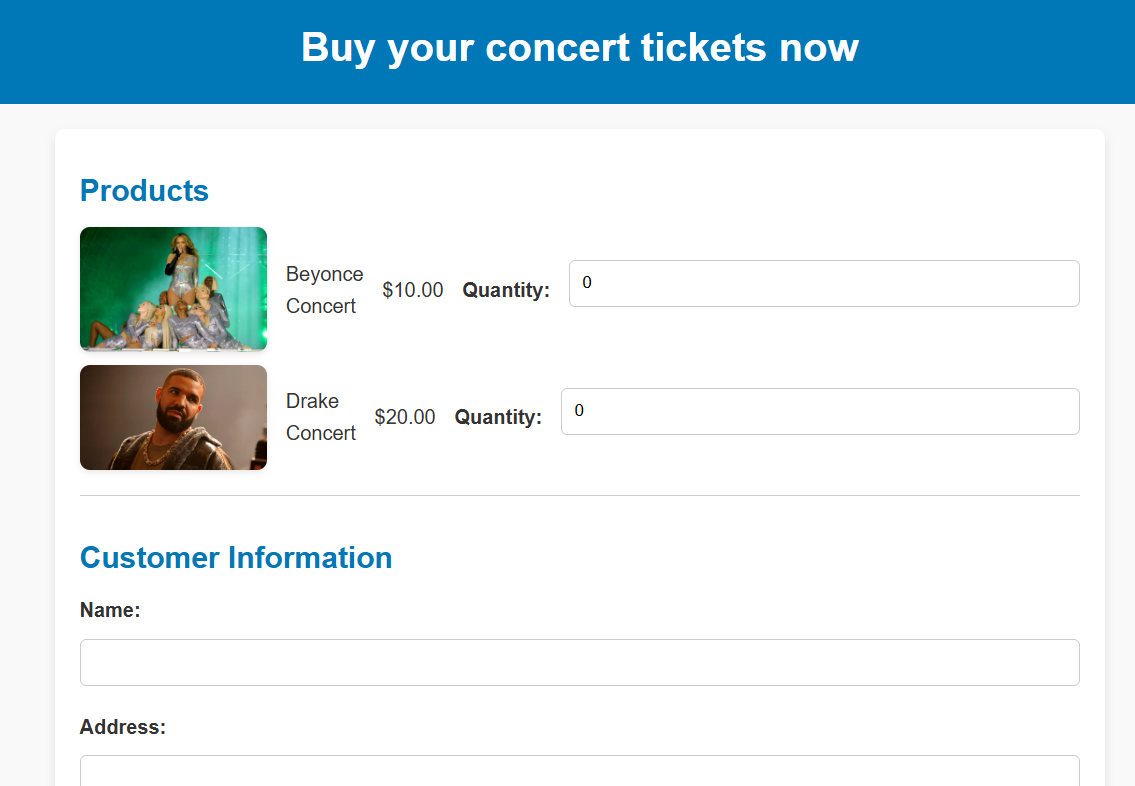 Buy your concert tickets now
Products
Beyonce
Concert
$10.00
Quantity:
0
Drake
Concert
$20.00
Quantity:
0
Customer Information
Name:
Address: